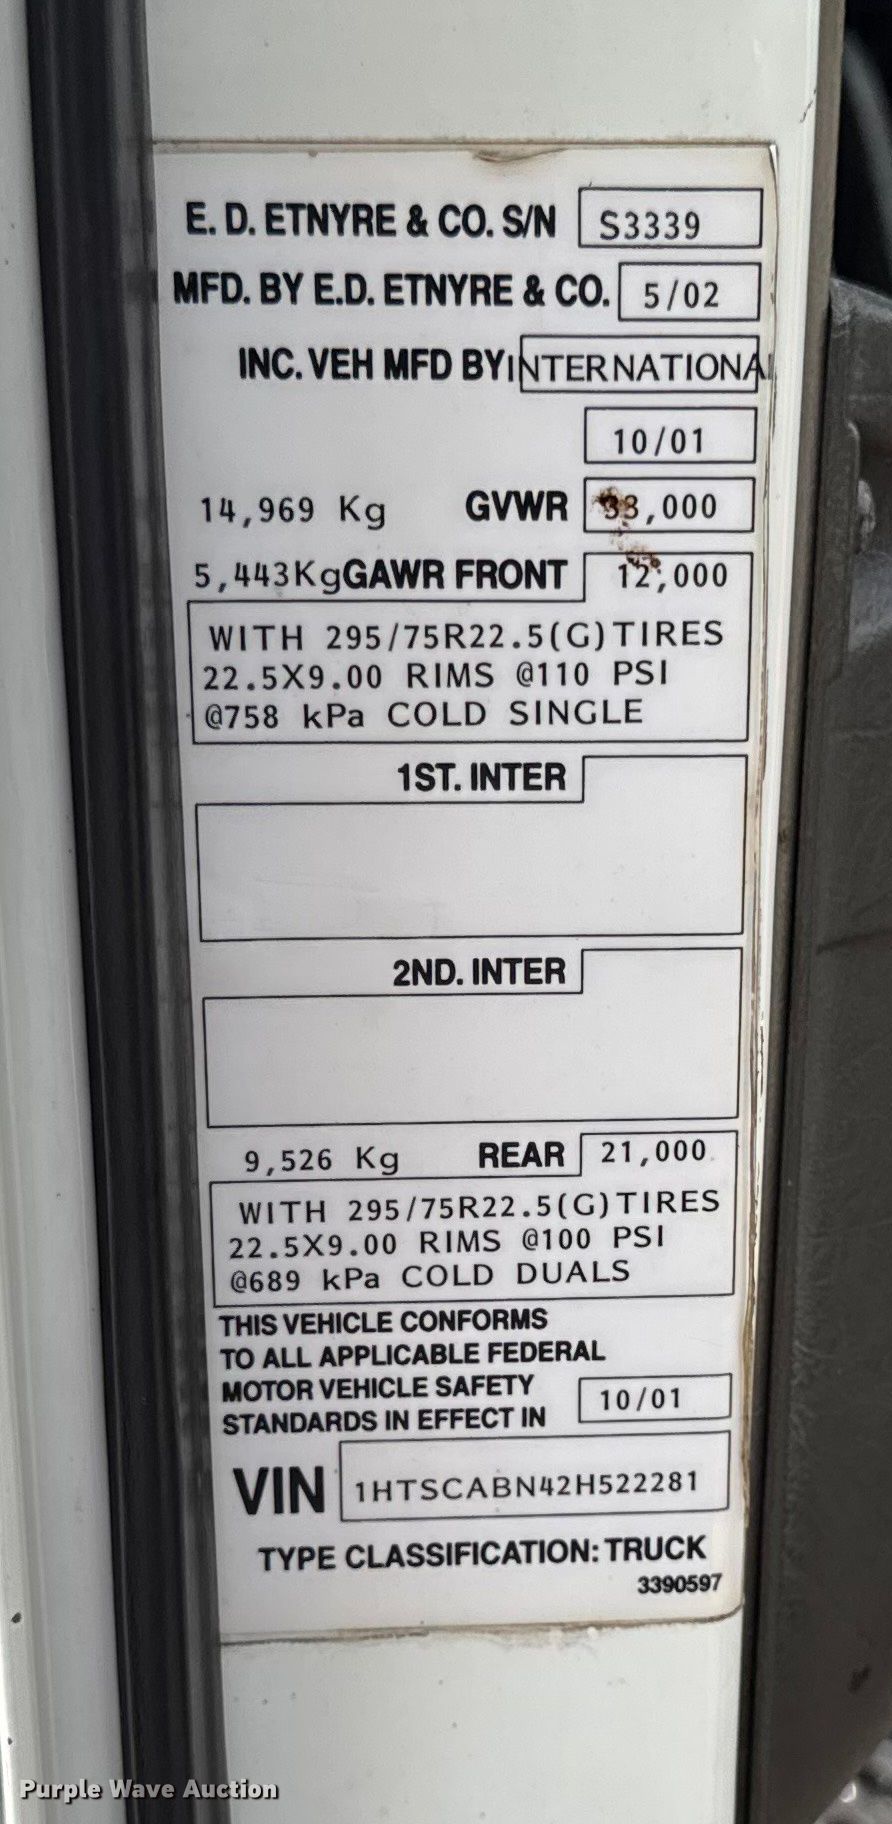 E. D. ETNYRE & CO. S/N S3339
MFD. BY E.D. ETNYRE & CO. 5/02
INC. VEH MFD BY INTERNATIONAL
10/01
14,969 Kg GVWR 33,000
5,443Kg GAWR FRONT 12,000
WITH 295/75R22.5(G)TIRES
22.5X9.00 RIMS @110 PSI
@758 kPa COLD SINGLE
1ST. INTER
2ND. INTER
9,526 Kg REAR 21,000
WITH 295/75R22.5(G)TIRES
22.5X9.00 RIMS @100 PSI
@689 kPa COLD DUALS
THIS VEHICLE CONFORMS
TO ALL APPLICABLE FEDERAL
MOTOR VEHICLE SAFETY
STANDARDS IN EFFECT IN 10/01
VIN 1HTSCABN42H522281
TYPE CLASSIFICATION: TRUCK
3390597
Purple Wave Auction